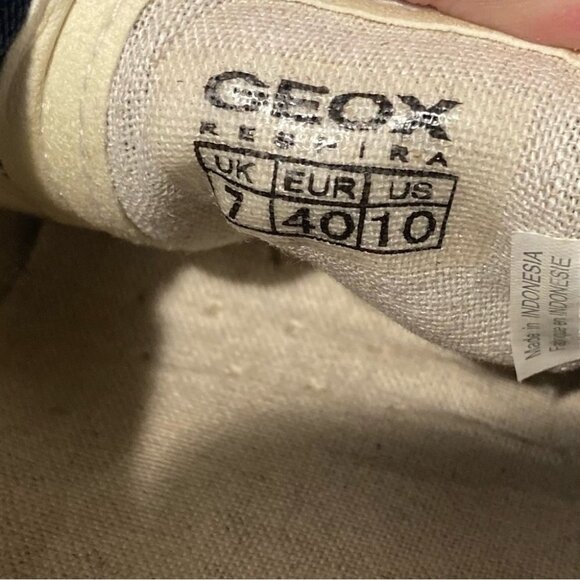 GEOX
RESPIRA
UK EUR US
7 40 10
Made in INDONESIA
Fabriqué en INDONESIE